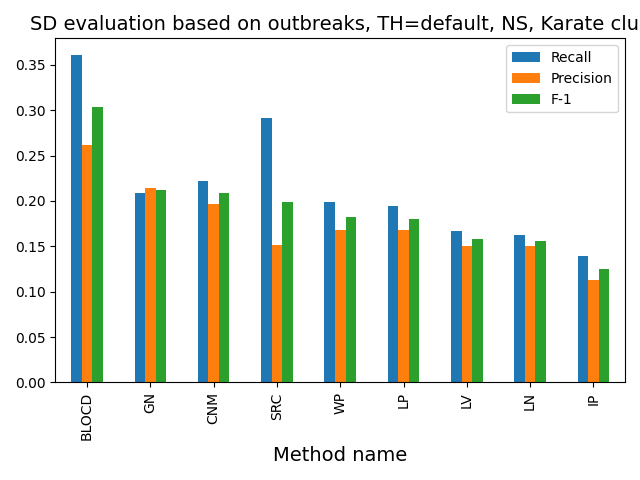 SD evaluation based on outbreaks, TH=default, NS, Karate clu
Recall
Precision
F-1
0.35
0.30
0.25
0.20
0.15
0.10
0.05
0.00
BLOCD
GN
CNM
SRC
WP
LP
LV
LN
IP
Method name